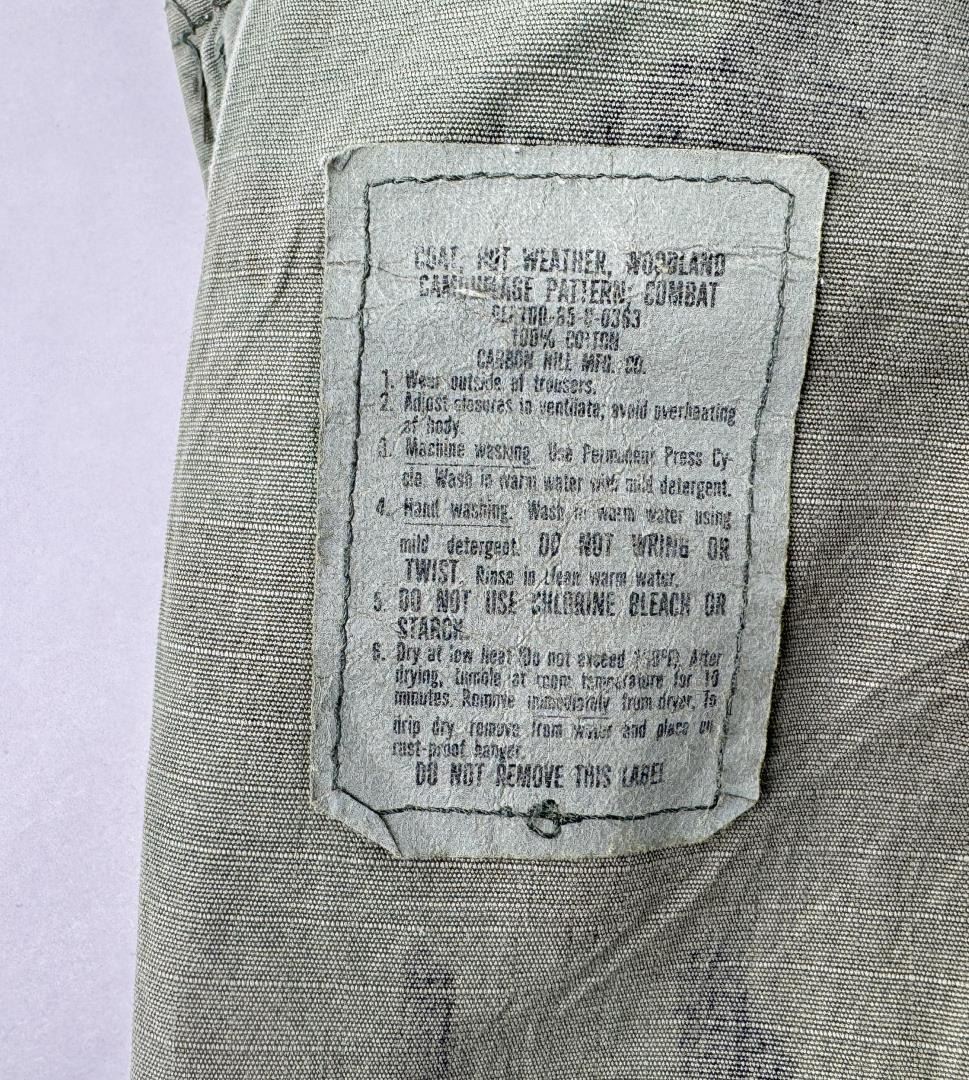 COAT, HOT WEATHER, WOODLAND
CAMOUFLAGE PATTERN: COMBAT
100% COTTON
CARBON HILL MFG. CO.
1. Wear outside of trousers.
2. Adjust closures to ventilate, avoid overheating
of body.
3. Machine washing. Use Permanent Press Cy-
cle. Wash in warm water with mild detergent.
4. Hand washing. Wash in warm water using
mild detergent. DO NOT WRING OR
TWIST. Rinse in clean warm water.
5. DO NOT USE CHLORINE BLEACH OR
STARCH.
6. Dry at low heat (Do not exceed After
drying, tumble at room temperature for 10
minutes. Remove immediately from dryer. To
drip dry, remove from water and place on
rust-proof hanger.
DO NOT REMOVE THIS LABEL